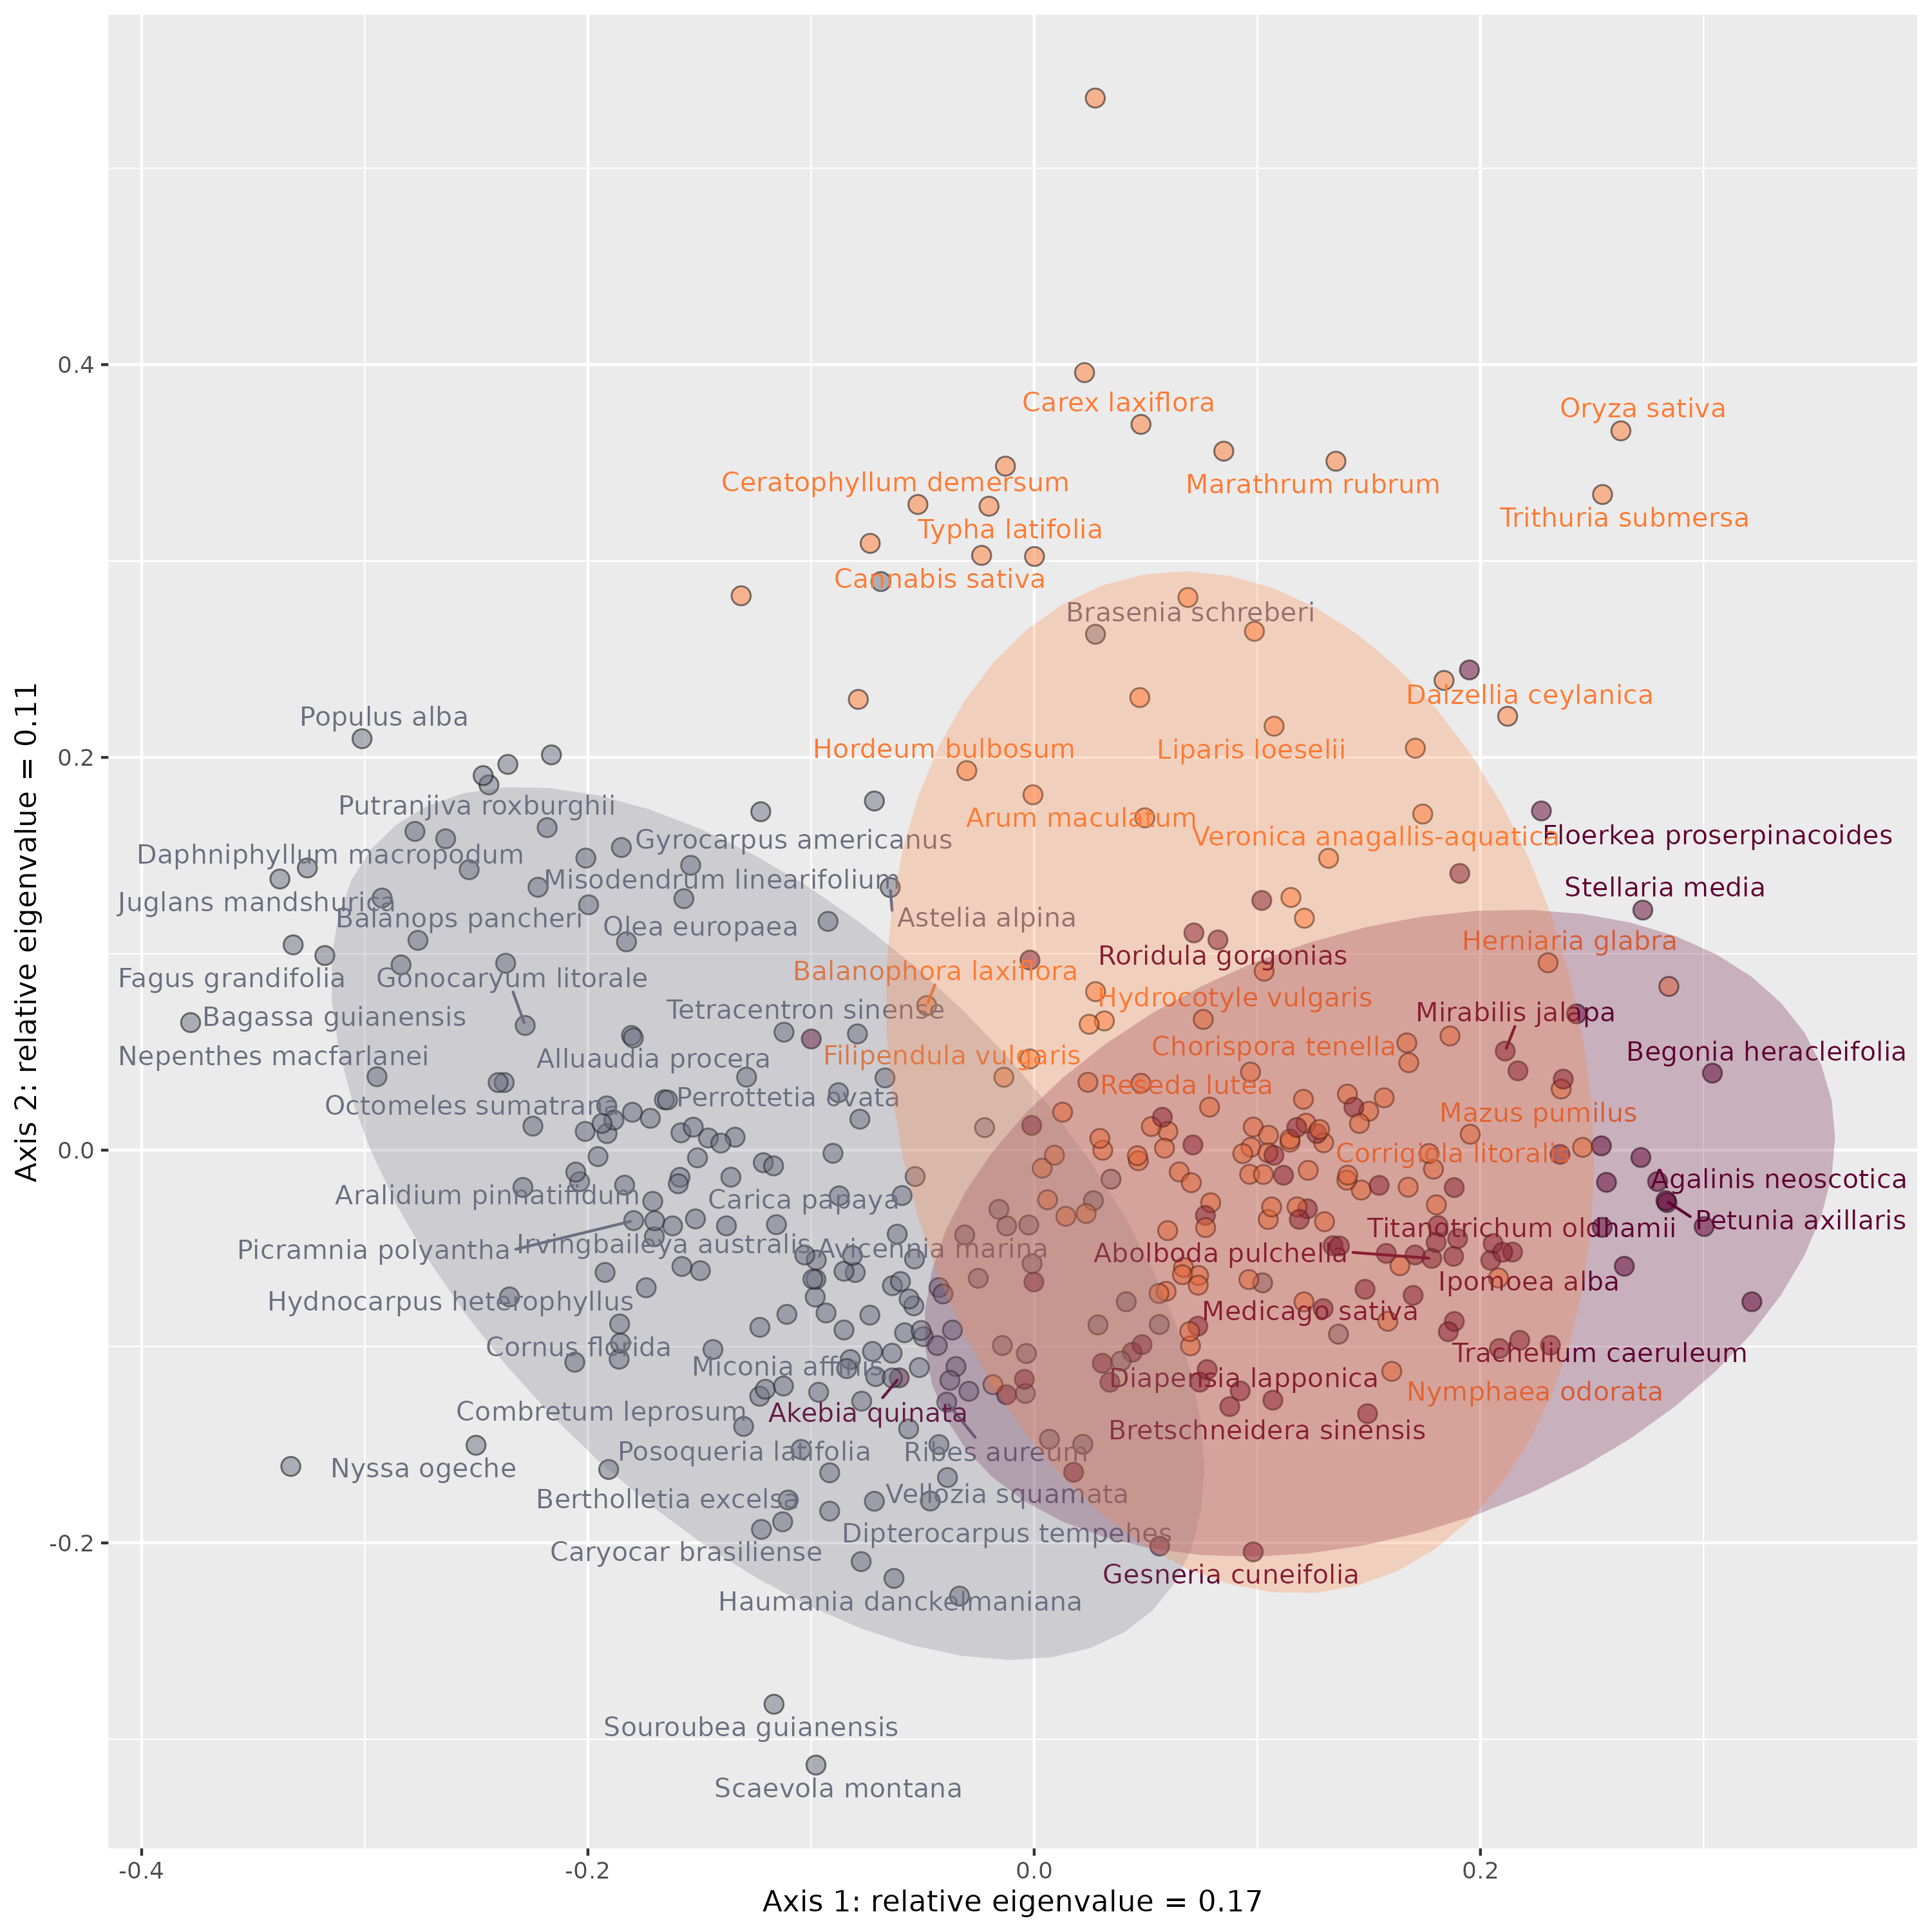 0.4
0.2
0.0
-0.2
-0.4
-0.2
0.0
0.2
Axis 2: relative eigenvalue = 0.11
Axis 1: relative eigenvalue = 0.17
Carex laxiflora
Oryza sativa
Ceratophyllum demersum
Marathrum rubrum
Typha latifolia
Trithuria submersa
Cannabis sativa
Brasenia schreberi
Dalzellia ceylanica
Populus alba
Hordeum bulbosum
Liparis loeselii
Putranjiva roxburghii
Arum maculatum
Gyrocarpus americanus
Veronica anagallis-aquatica
Floerkea proserpinacoides
Daphniphyllum macropodum
Misodendrum linearifolium
Stellaria media
Juglans mandshurica
Balanops pancheri
Olea europaea
Astelia alpina
Herniaria glabra
Roridula gorgonias
Fagus grandifolia
Gonocaryum litorale
Balanophora laxiflora
Hydrocotyle vulgaris
Bagassa guianensis
Tetracentron sinense
Mirabilis jalapa
Nepenthes macfarlanei
Alluaudia procera
Filipendula vulgaris
Chorispora tenella
Begonia heracleifolia
Reseda lutea
Octomeles sumatrana
Perrottetia ovata
Mazus pumilus
Corrigiola litoralis
Agalinis neoscotica
Aralidium pinnatifidum
Carica papaya
Petunia axillaris
Titanotrichum oldhamii
Picramnia polyantha
Irvingbaileya australis
Avicennia marina
Abolboda pulchella
Ipomoea alba
Hydnocarpus heterophyllus
Medicago sativa
Cornus florida
Trachelium caeruleum
Miconia affinis
Diapensia lapponica
Nymphaea odorata
Akebia quinata
Combretum leprosum
Bretschneidera sinensis
Posoqueria latifolia
Ribes aureum
Nyssa ogeche
Bertholletia excelsa
Vellozia squamata
Dipterocarpus tempehes
Caryocar brasiliense
Gesneria cuneifolia
Haumania danckelmaniana
Souroubea guianensis
Scaevola montana